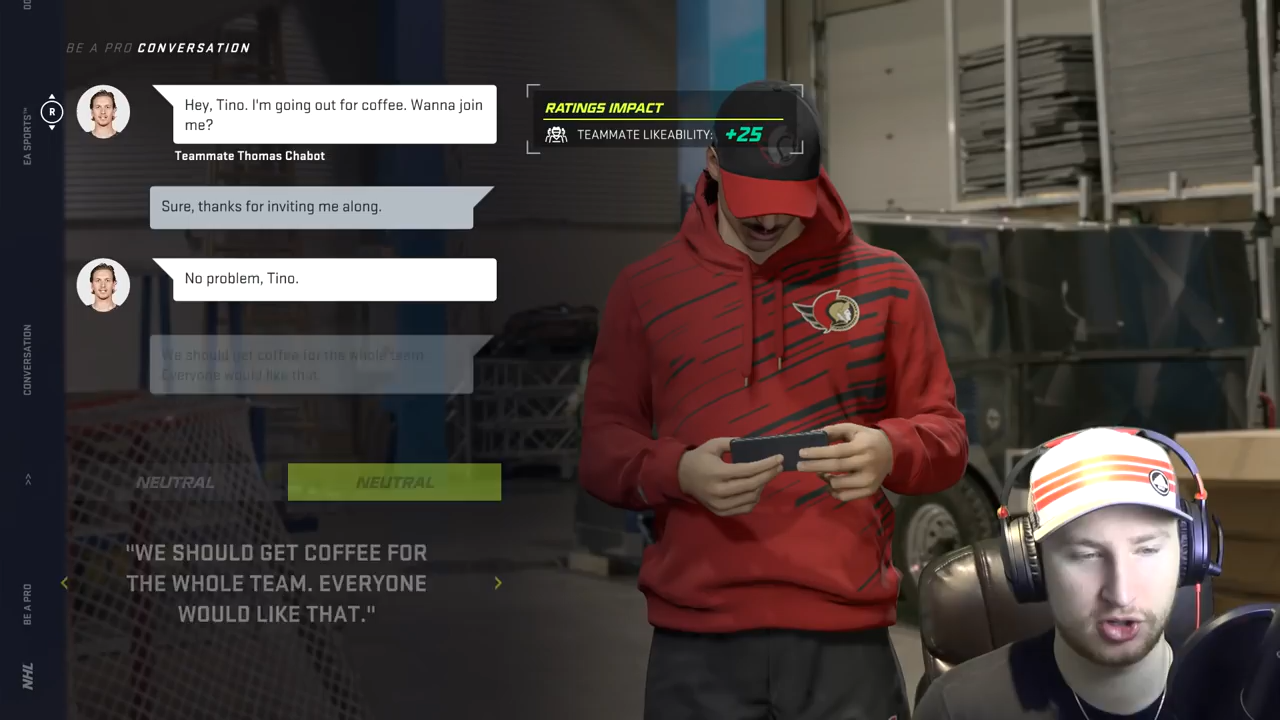 BE A PRO CONVERSATION
Hey, Tino. I'm going out for coffee. Wanna join
me?
Teammate Thomas Chabot
RATINGS IMPACT
TEAMMATE LIKEABILITY: +25
Sure, thanks for inviting me along.
No problem, Tino.
We should get coffee for the whole team.
Everyone would like that.
NEUTRAL
NEUTRAL
"WE SHOULD GET COFFEE FOR
THE WHOLE TEAM. EVERYONE
WOULD LIKE THAT."
R
EA SPORTS™
CONVERSATION
>>
BE A PRO
NHL